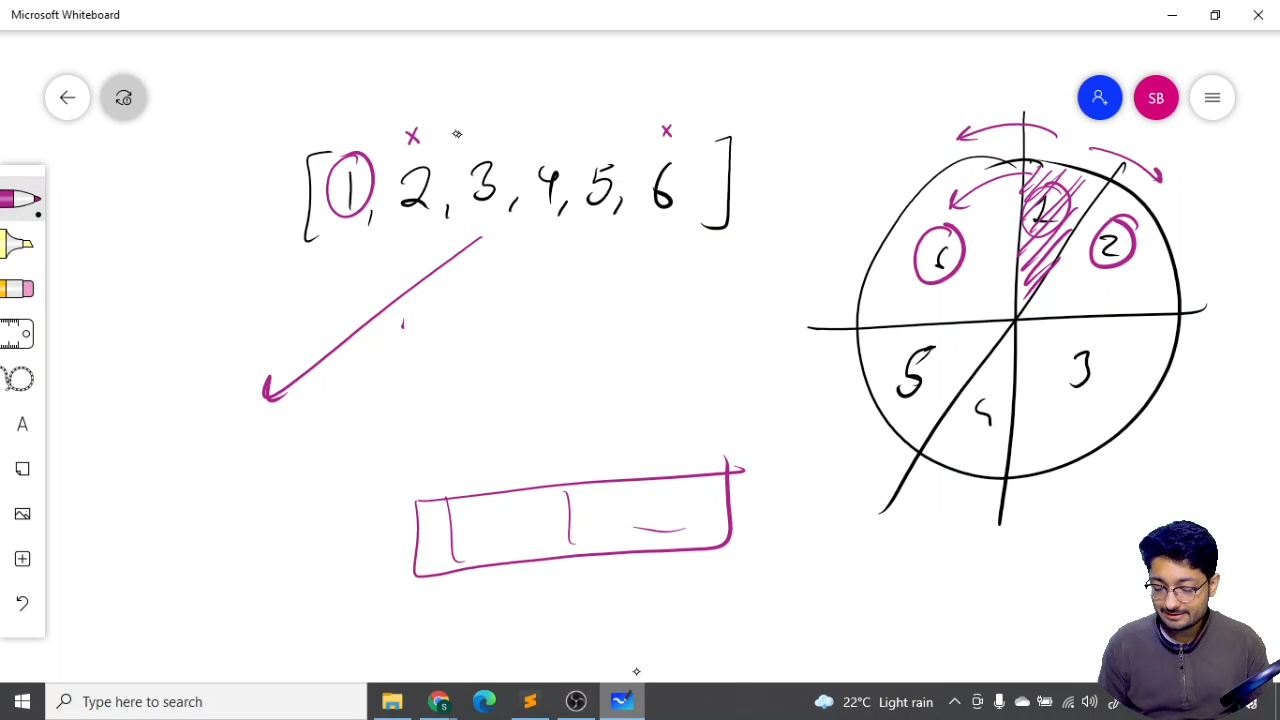 Microsoft Whiteboard
SB
x x
[1, 2, 3, 4, 5, 6]
1
6 2
5 3
4
A
Type here to search
22°C Light rain